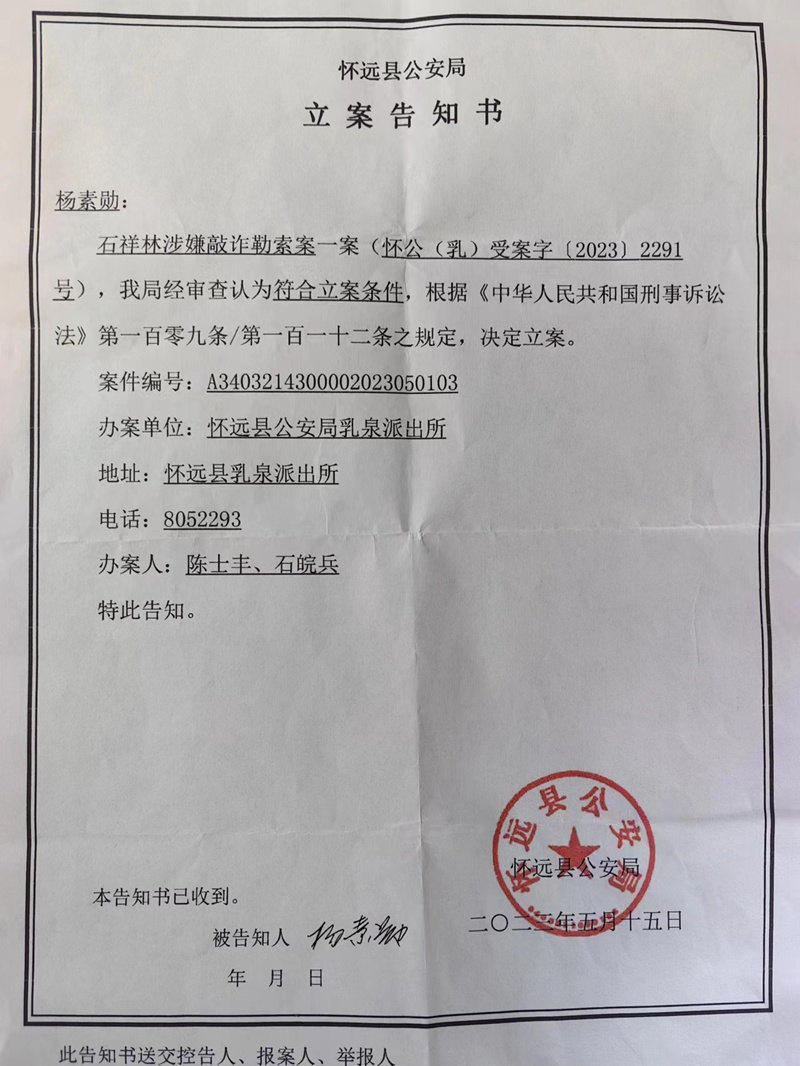 怀远县公安局
立案告知书
杨素勋：
石祥林涉嫌敲诈勒索案一案（怀公（乳）受案字〔2023〕2291
号），我局经审查认为符合立案条件，根据《中华人民共和国刑事诉讼
法》第一百零九条/第一百一十二条之规定，决定立案。
案件编号：A3403214300002023050103
办案单位：怀远县公安局乳泉派出所
地址：怀远县乳泉派出所
电话：8052293
办案人：陈士丰、石皖兵
特此告知。
怀远县公安局
怀远县公安局
二〇二三年五月十五日
本告知书已收到。
被告知人 杨素勋
年 月 日
此告知书送交控告人、报案人、举报人